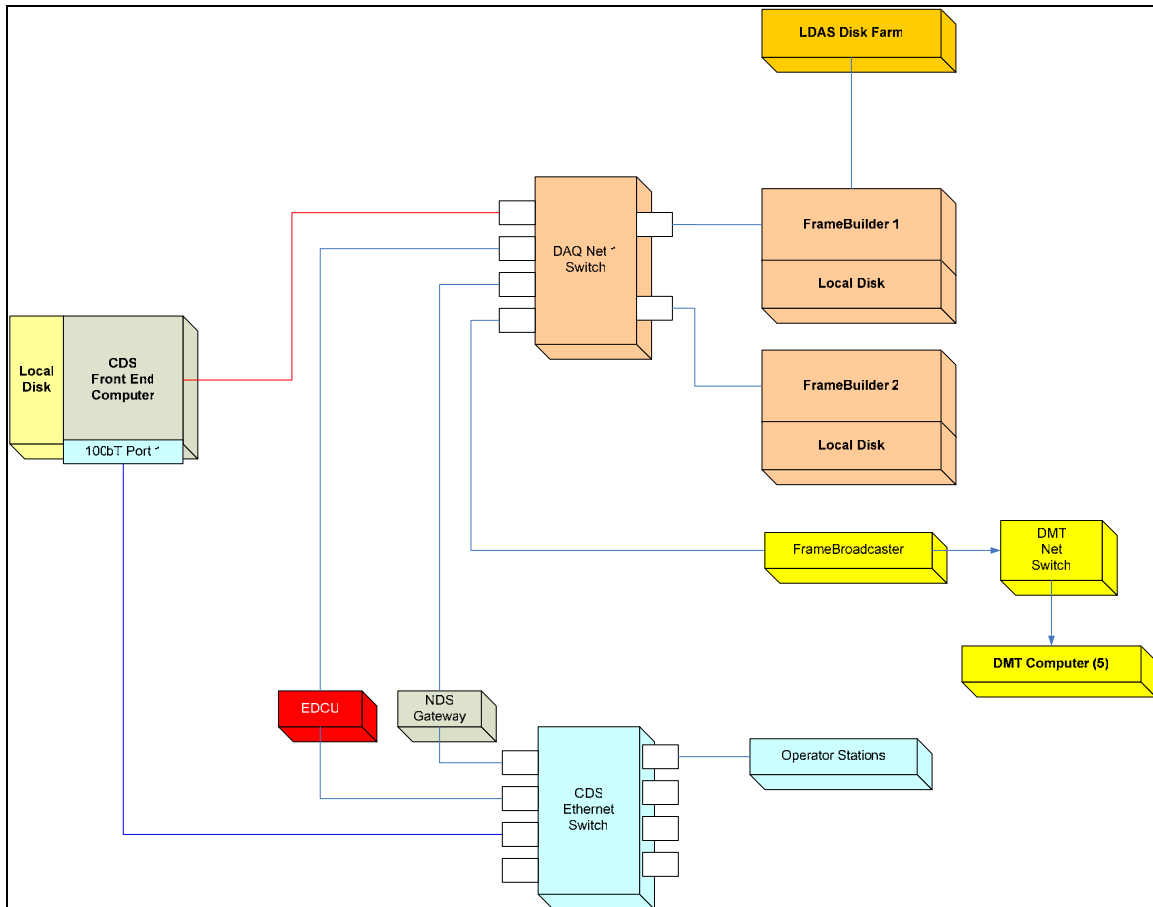 LDAS Disk Farm
DAQ Net 1
Switch
FrameBuilder 1
Local Disk
Local
Disk
CDS
Front End
Computer
100bT Port 1
FrameBuilder 2
Local Disk
FrameBroadcaster
DMT
Net
Switch
DMT Computer (5)
EDCU
NDS
Gateway
CDS
Ethernet
Switch
Operator Stations